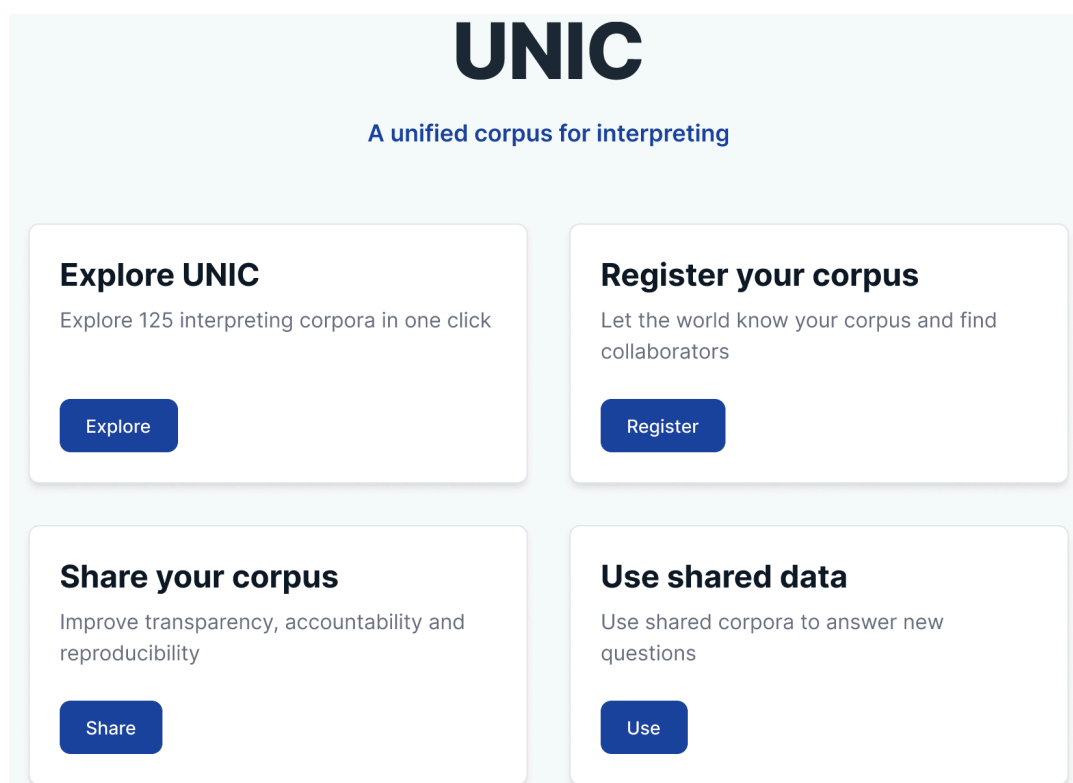 UNIC
A unified corpus for interpreting
Explore UNIC
Explore 125 interpreting corpora in one click
Explore
Register your corpus
Let the world know your corpus and find
collaborators
Register
Share your corpus
Improve transparency, accountability and
reproducibility
Share
Use shared data
Use shared corpora to answer new
questions
Use